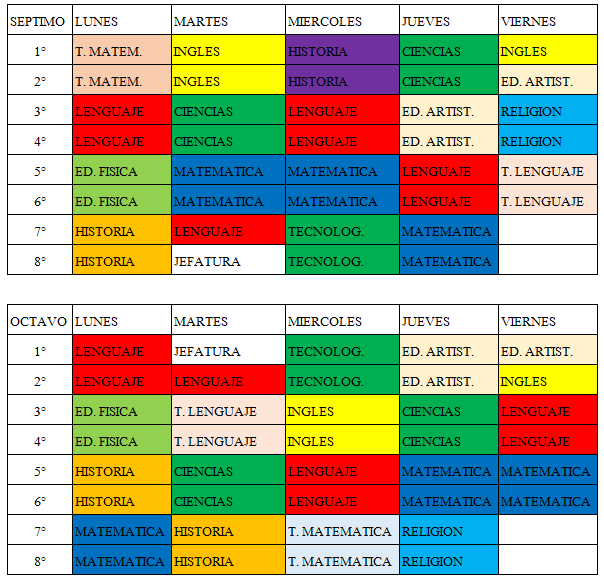 SEPTIMO LUNES MARTES MIERCOLES JUEVES VIERNES
1° T. MATEM. INGLES HISTORIA CIENCIAS INGLES
2° T. MATEM. INGLES HISTORIA CIENCIAS ED. ARTIST.
3° LENGUAJE CIENCIAS LENGUAJE ED. ARTIST. RELIGION
4° LENGUAJE CIENCIAS LENGUAJE ED. ARTIST. RELIGION
5° ED. FISICA MATEMATICA MATEMATICA LENGUAJE T. LENGUAJE
6° ED. FISICA MATEMATICA MATEMATICA LENGUAJE T. LENGUAJE
7° HISTORIA LENGUAJE TECNOLOG. MATEMATICA
8° HISTORIA JEFATURA TECNOLOG. MATEMATICA
OCTAVO LUNES MARTES MIERCOLES JUEVES VIERNES
1° LENGUAJE JEFATURA TECNOLOG. ED. ARTIST. ED. ARTIST.
2° LENGUAJE LENGUAJE TECNOLOG. ED. ARTIST. INGLES
3° ED. FISICA T. LENGUAJE INGLES CIENCIAS LENGUAJE
4° ED. FISICA T. LENGUAJE INGLES CIENCIAS LENGUAJE
5° HISTORIA CIENCIAS LENGUAJE MATEMATICA MATEMATICA
6° HISTORIA CIENCIAS LENGUAJE MATEMATICA MATEMATICA
7° MATEMATICA HISTORIA T. MATEMATICA RELIGION
8° MATEMATICA HISTORIA T. MATEMATICA RELIGION